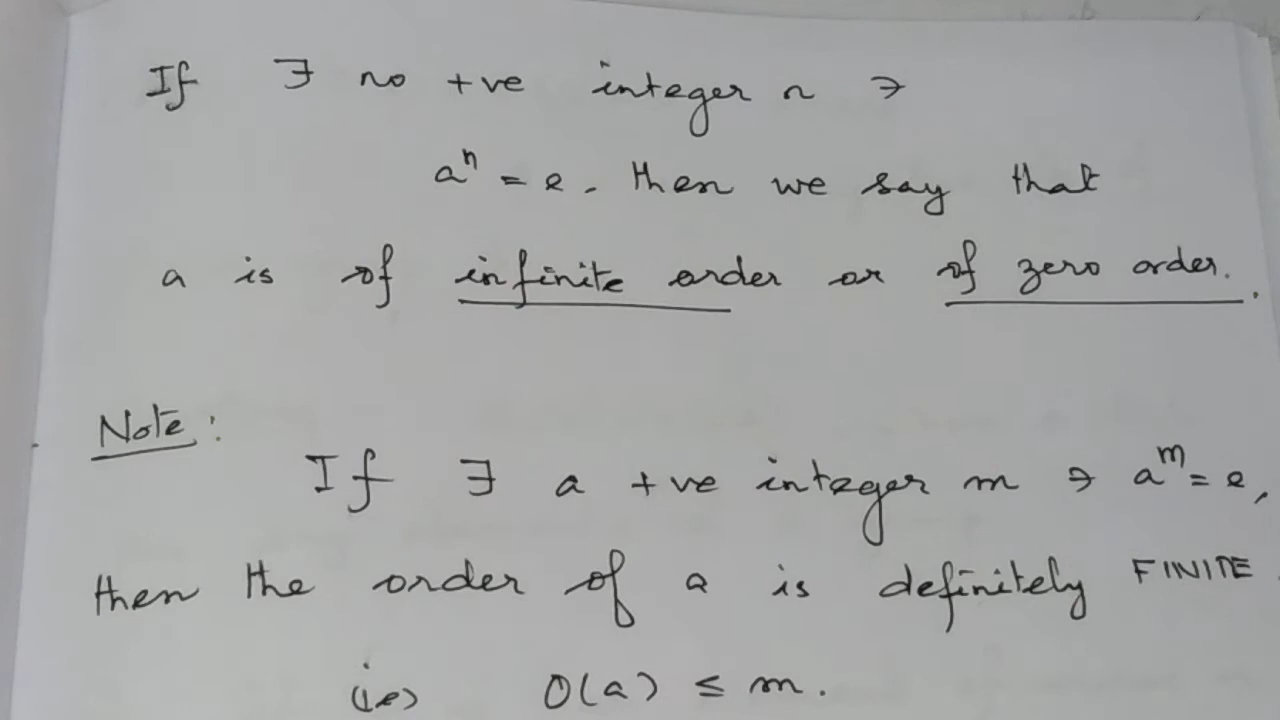 If ∃ no +ve integer n ∋
aⁿ = e. then we say that
a is of infinite order or of zero order.
Note:
If ∃ a +ve integer m ∋ aᵐ = e,
then the order of a is definitely FINITE.
(ie) O(a) ≤ m.